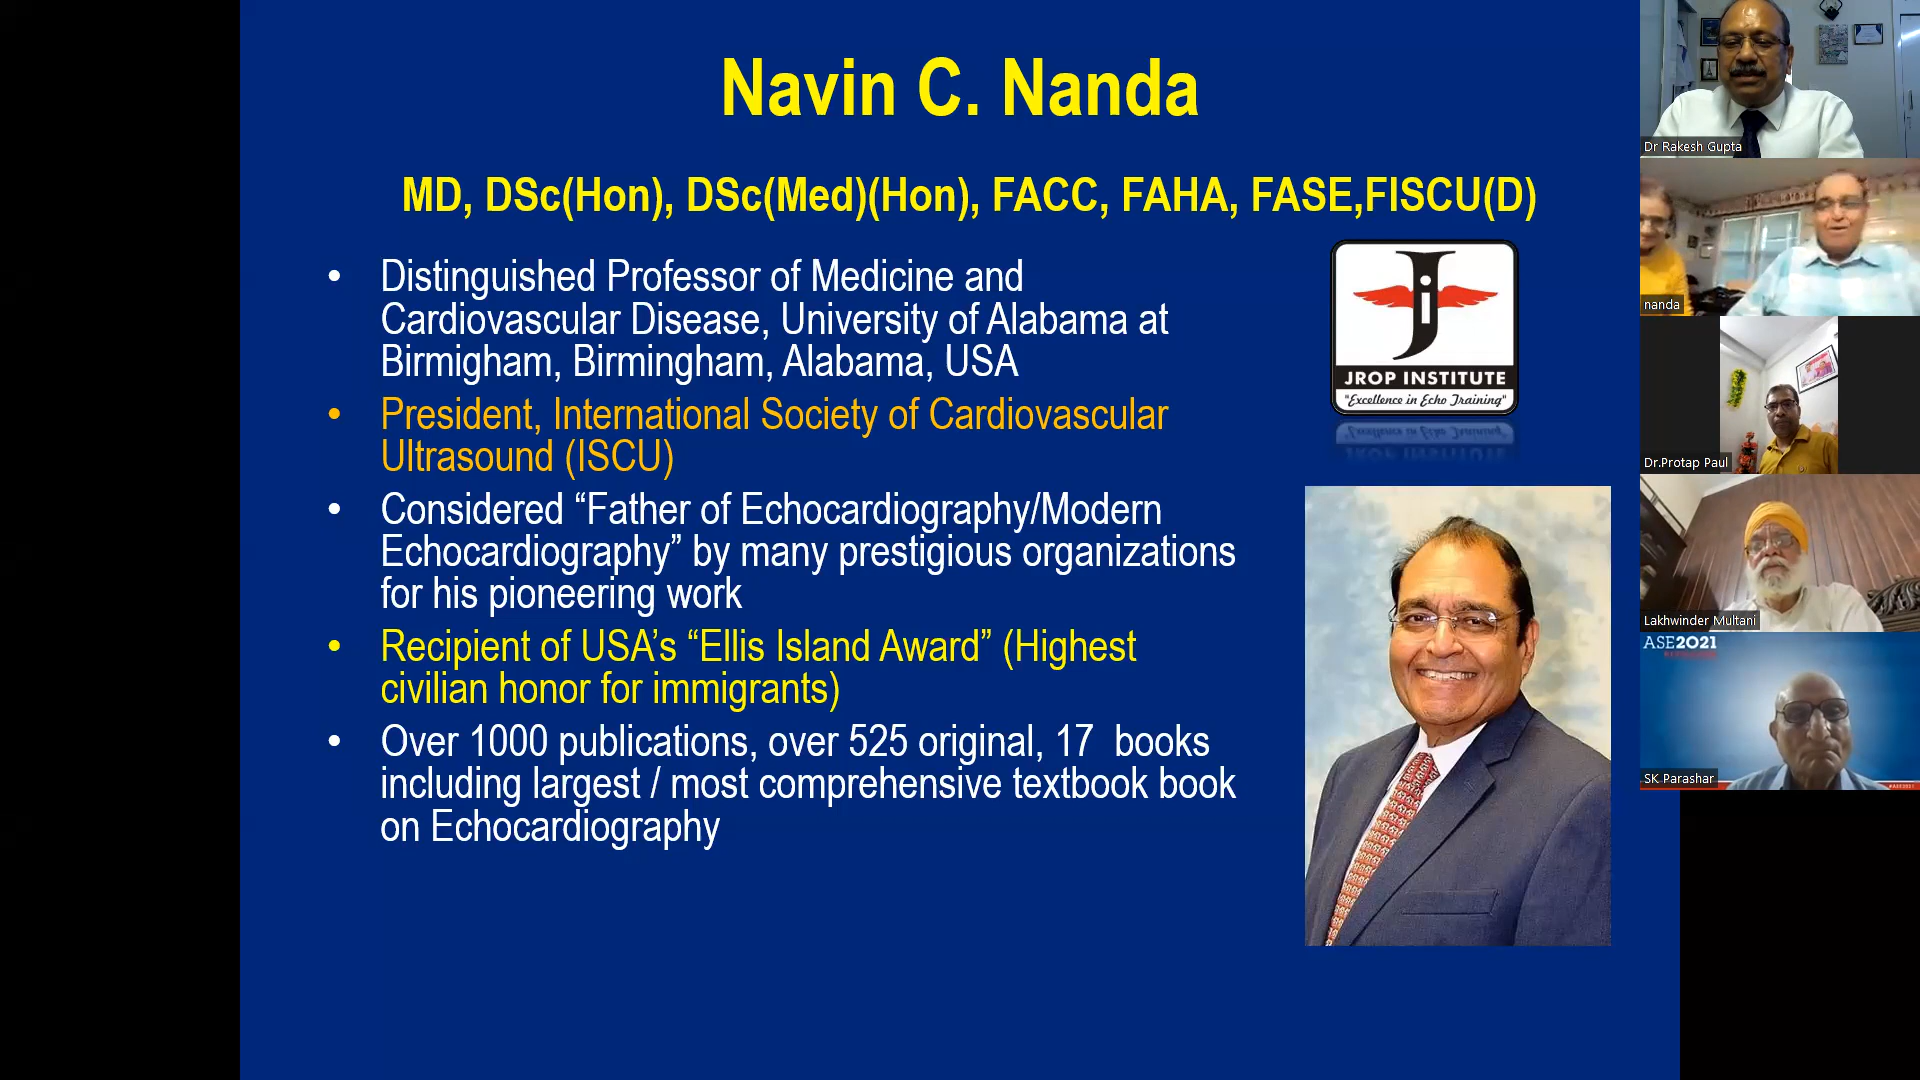 Navin C. Nanda
MD, DSc(Hon), DSc(Med)(Hon), FACC, FAHA, FASE,FISCU(D)
• Distinguished Professor of Medicine and
Cardiovascular Disease, University of Alabama at
Birmigham, Birmingham, Alabama, USA
• President, International Society of Cardiovascular
Ultrasound (ISCU)
• Considered “Father of Echocardiography/Modern
Echocardiography” by many prestigious organizations
for his pioneering work
• Recipient of USA’s “Ellis Island Award” (Highest
civilian honor for immigrants)
• Over 1000 publications, over 525 original, 17  books
including largest / most comprehensive textbook book
on Echocardiography
ji
JROP INSTITUTE
"Excellence in Echo Training"
Dr Rakesh Gupta
nanda
Dr.Protap Paul
Lakhwinder Multani
ASE2021
SK Parashar